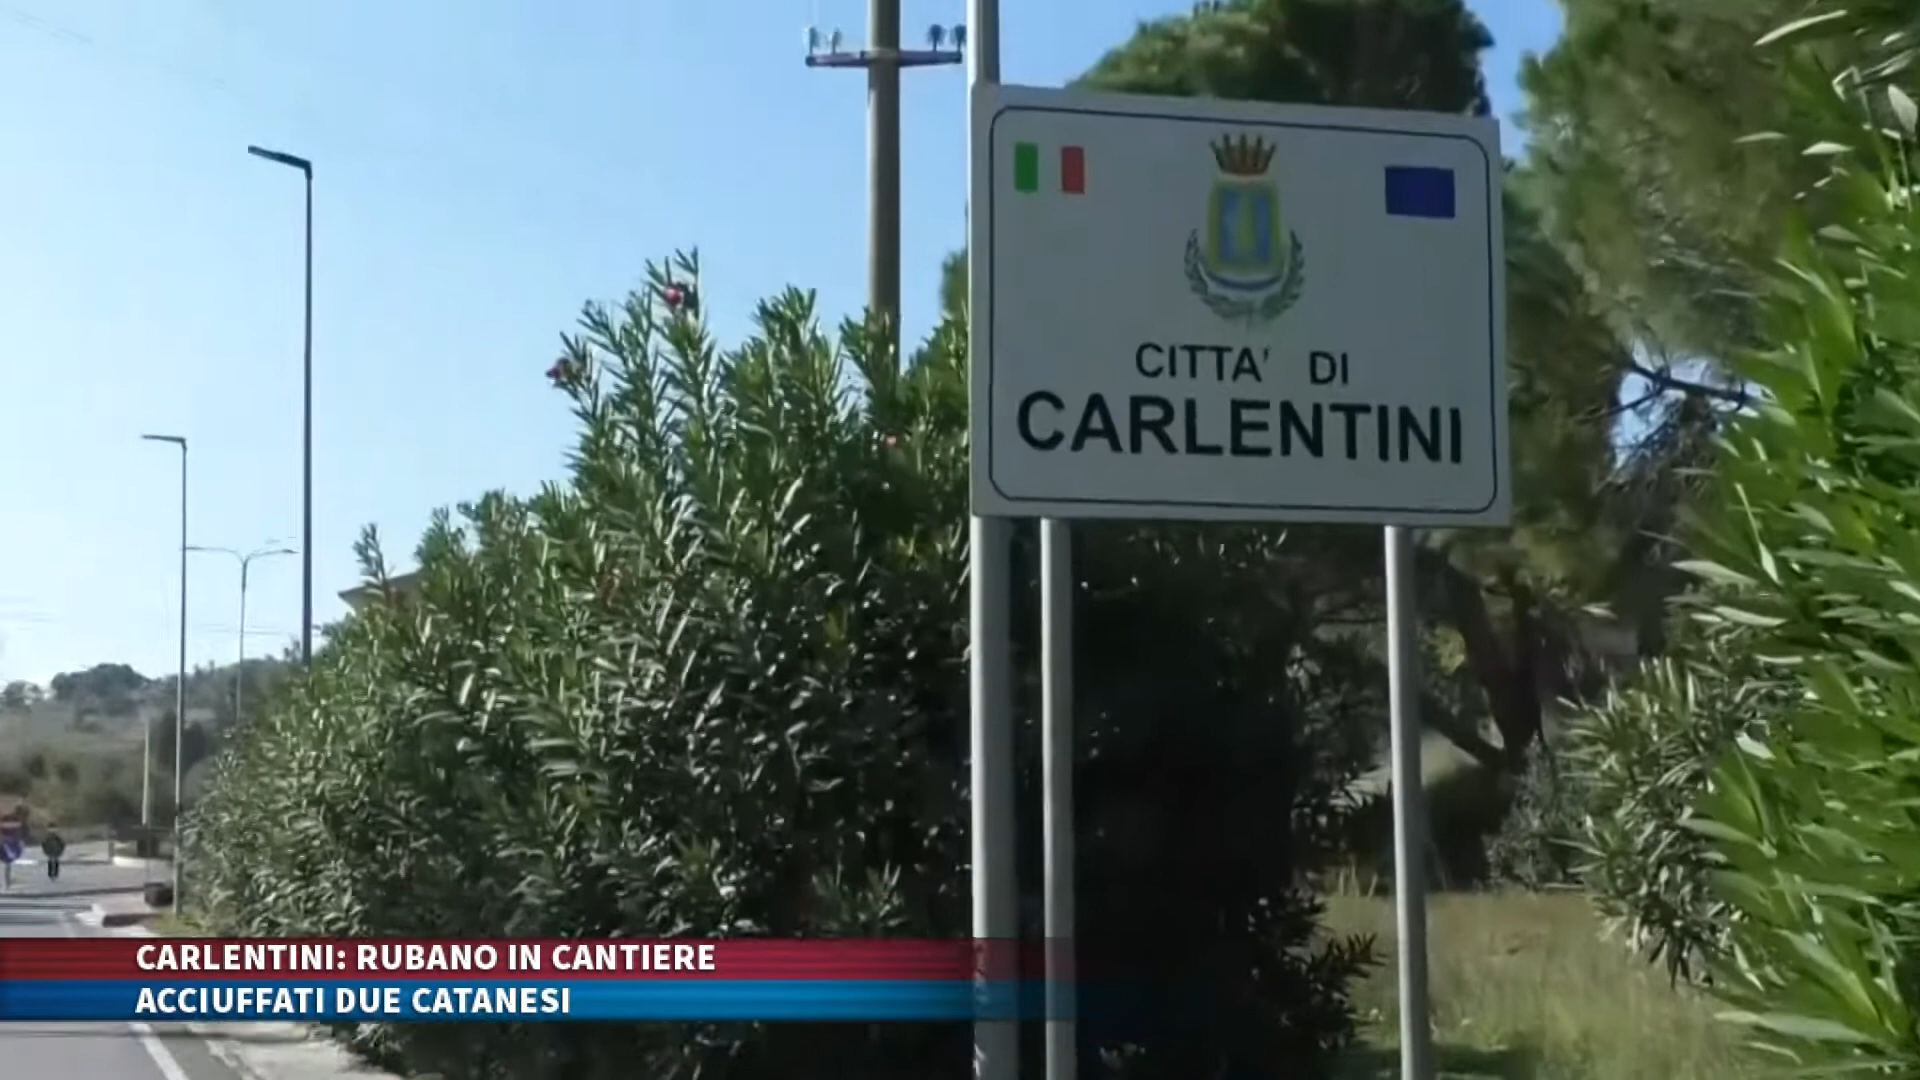 CITTA' DI
CARLENTINI
CARLENTINI: RUBANO IN CANTIERE
ACCIUFFATI DUE CATANESI